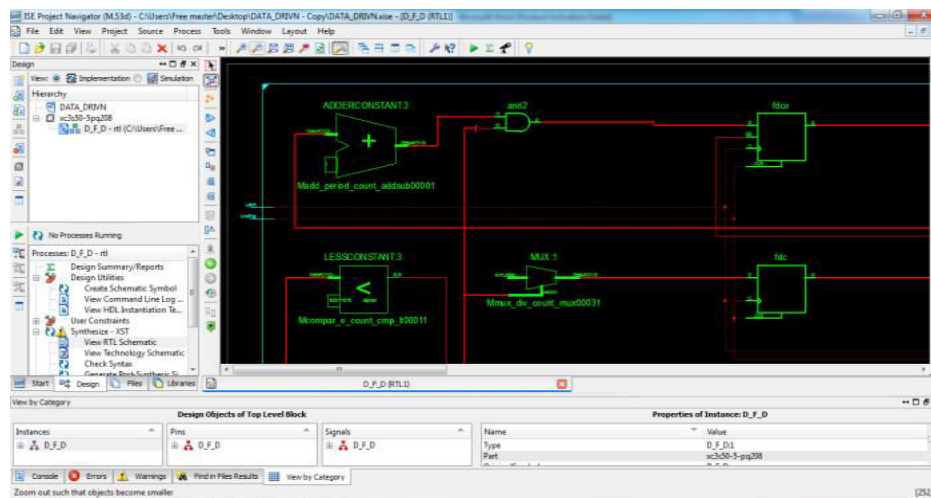 ISE Project Navigator (M.53d) - C:\Users\Free master\Desktop\DATA_DRIVN - Copy\DATA_DRIVN.xise - [D_F_D (RTL1)]
File Edit View Project Source Process Tools Window Layout Help
Design
View: Implementation Simulation
Hierarchy
DATA_DRIVN
xc3s50-5pq208
D_F_D - rtl (C:\Users\Free ...
No Processes Running
Processes: D_F_D - rtl
Design Summary/Reports
Design Utilities
Create Schematic Symbol
View Command Line Log ...
View HDL Instantiation Te...
User Constraints
Synthesize - XST
View RTL Schematic
View Technology Schematic
Check Syntax
Generate Post-Synthesis Si
ADDERCONSTANT:3
and2
fdce
Madd_period_count_addsub00001
LESSCONSTANT:3
MUX:1
fdc
Mcompar_e_count_cmp_lt00011
Mmux_div_count_mux00031
Start Design Files Libraries
D_F_D (RTL1)
View by Category
Design Objects of Top Level Block
Properties of Instance: D_F_D
Instances Pins Signals Name Value
D_F_D D_F_D D_F_D Type D_F_D:1
Part xc3s50-5-pq208
Console Errors Warnings Find in Files Results View by Category
Zoom out such that objects become smaller [252